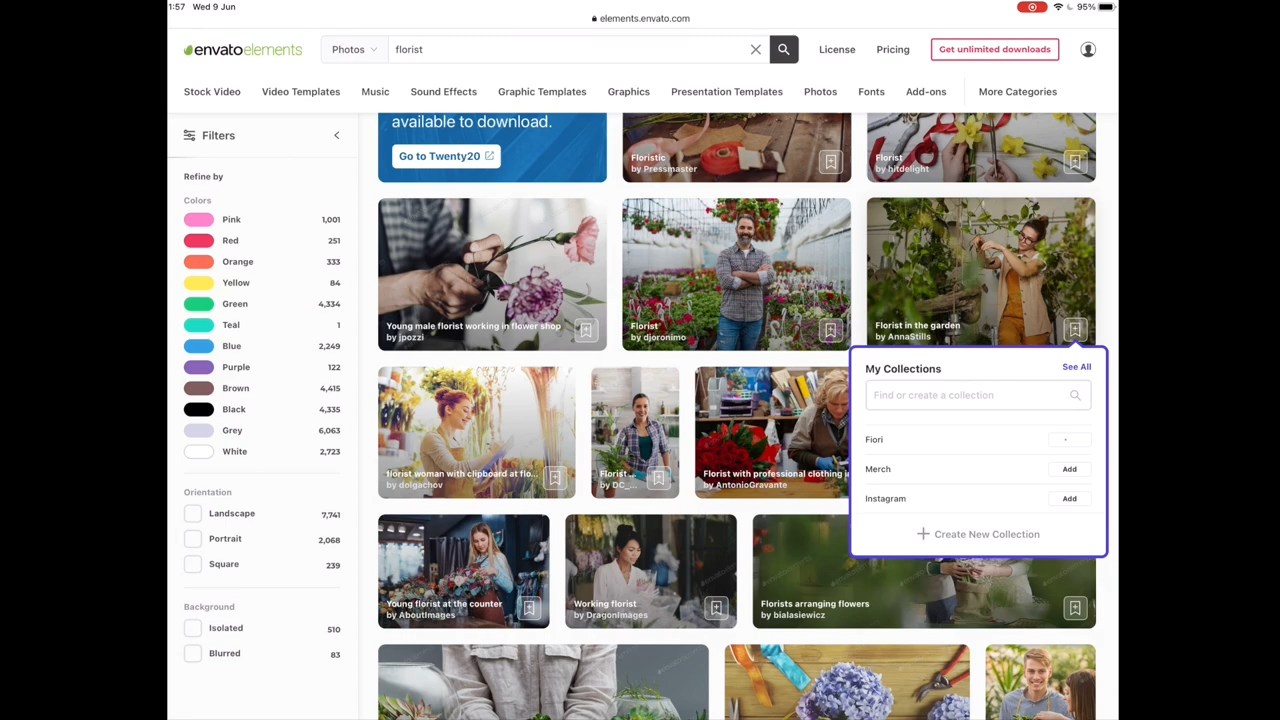 1:57 Wed 9 Jun
95%
elements.envato.com
envatoelements
Photos
florist
License
Pricing
Get unlimited downloads
Stock Video
Video Templates
Music
Sound Effects
Graphic Templates
Graphics
Presentation Templates
Photos
Fonts
Add-ons
More Categories
Filters
Refine by
Colors
Pink 1,001
Red 251
Orange 333
Yellow 84
Green 4,334
Teal 1
Blue 2,249
Purple 122
Brown 4,415
Black 4,335
Grey 6,063
White 2,723
Orientation
Landscape 7,741
Portrait 2,068
Square 239
Background
Isolated 510
Blurred 83
available to download.
Go to Twenty20
Floristic
by Pressmaster
Florist
by hitdelight
Young male florist working in flower shop
by jpozzi
Florist
by djoronimo
Florist in the garden
by AnnaStills
florist woman with clipboard at flo...
by dolgachov
Florist...
by DC_...
Florist with professional clothing i
by AntonioGravante
My Collections
See All
Find or create a collection
Fiori
Merch Add
Instagram Add
Create New Collection
Young florist at the counter
by AboutImages
Working florist
by DragonImages
Florists arranging flowers
by bialasiewicz